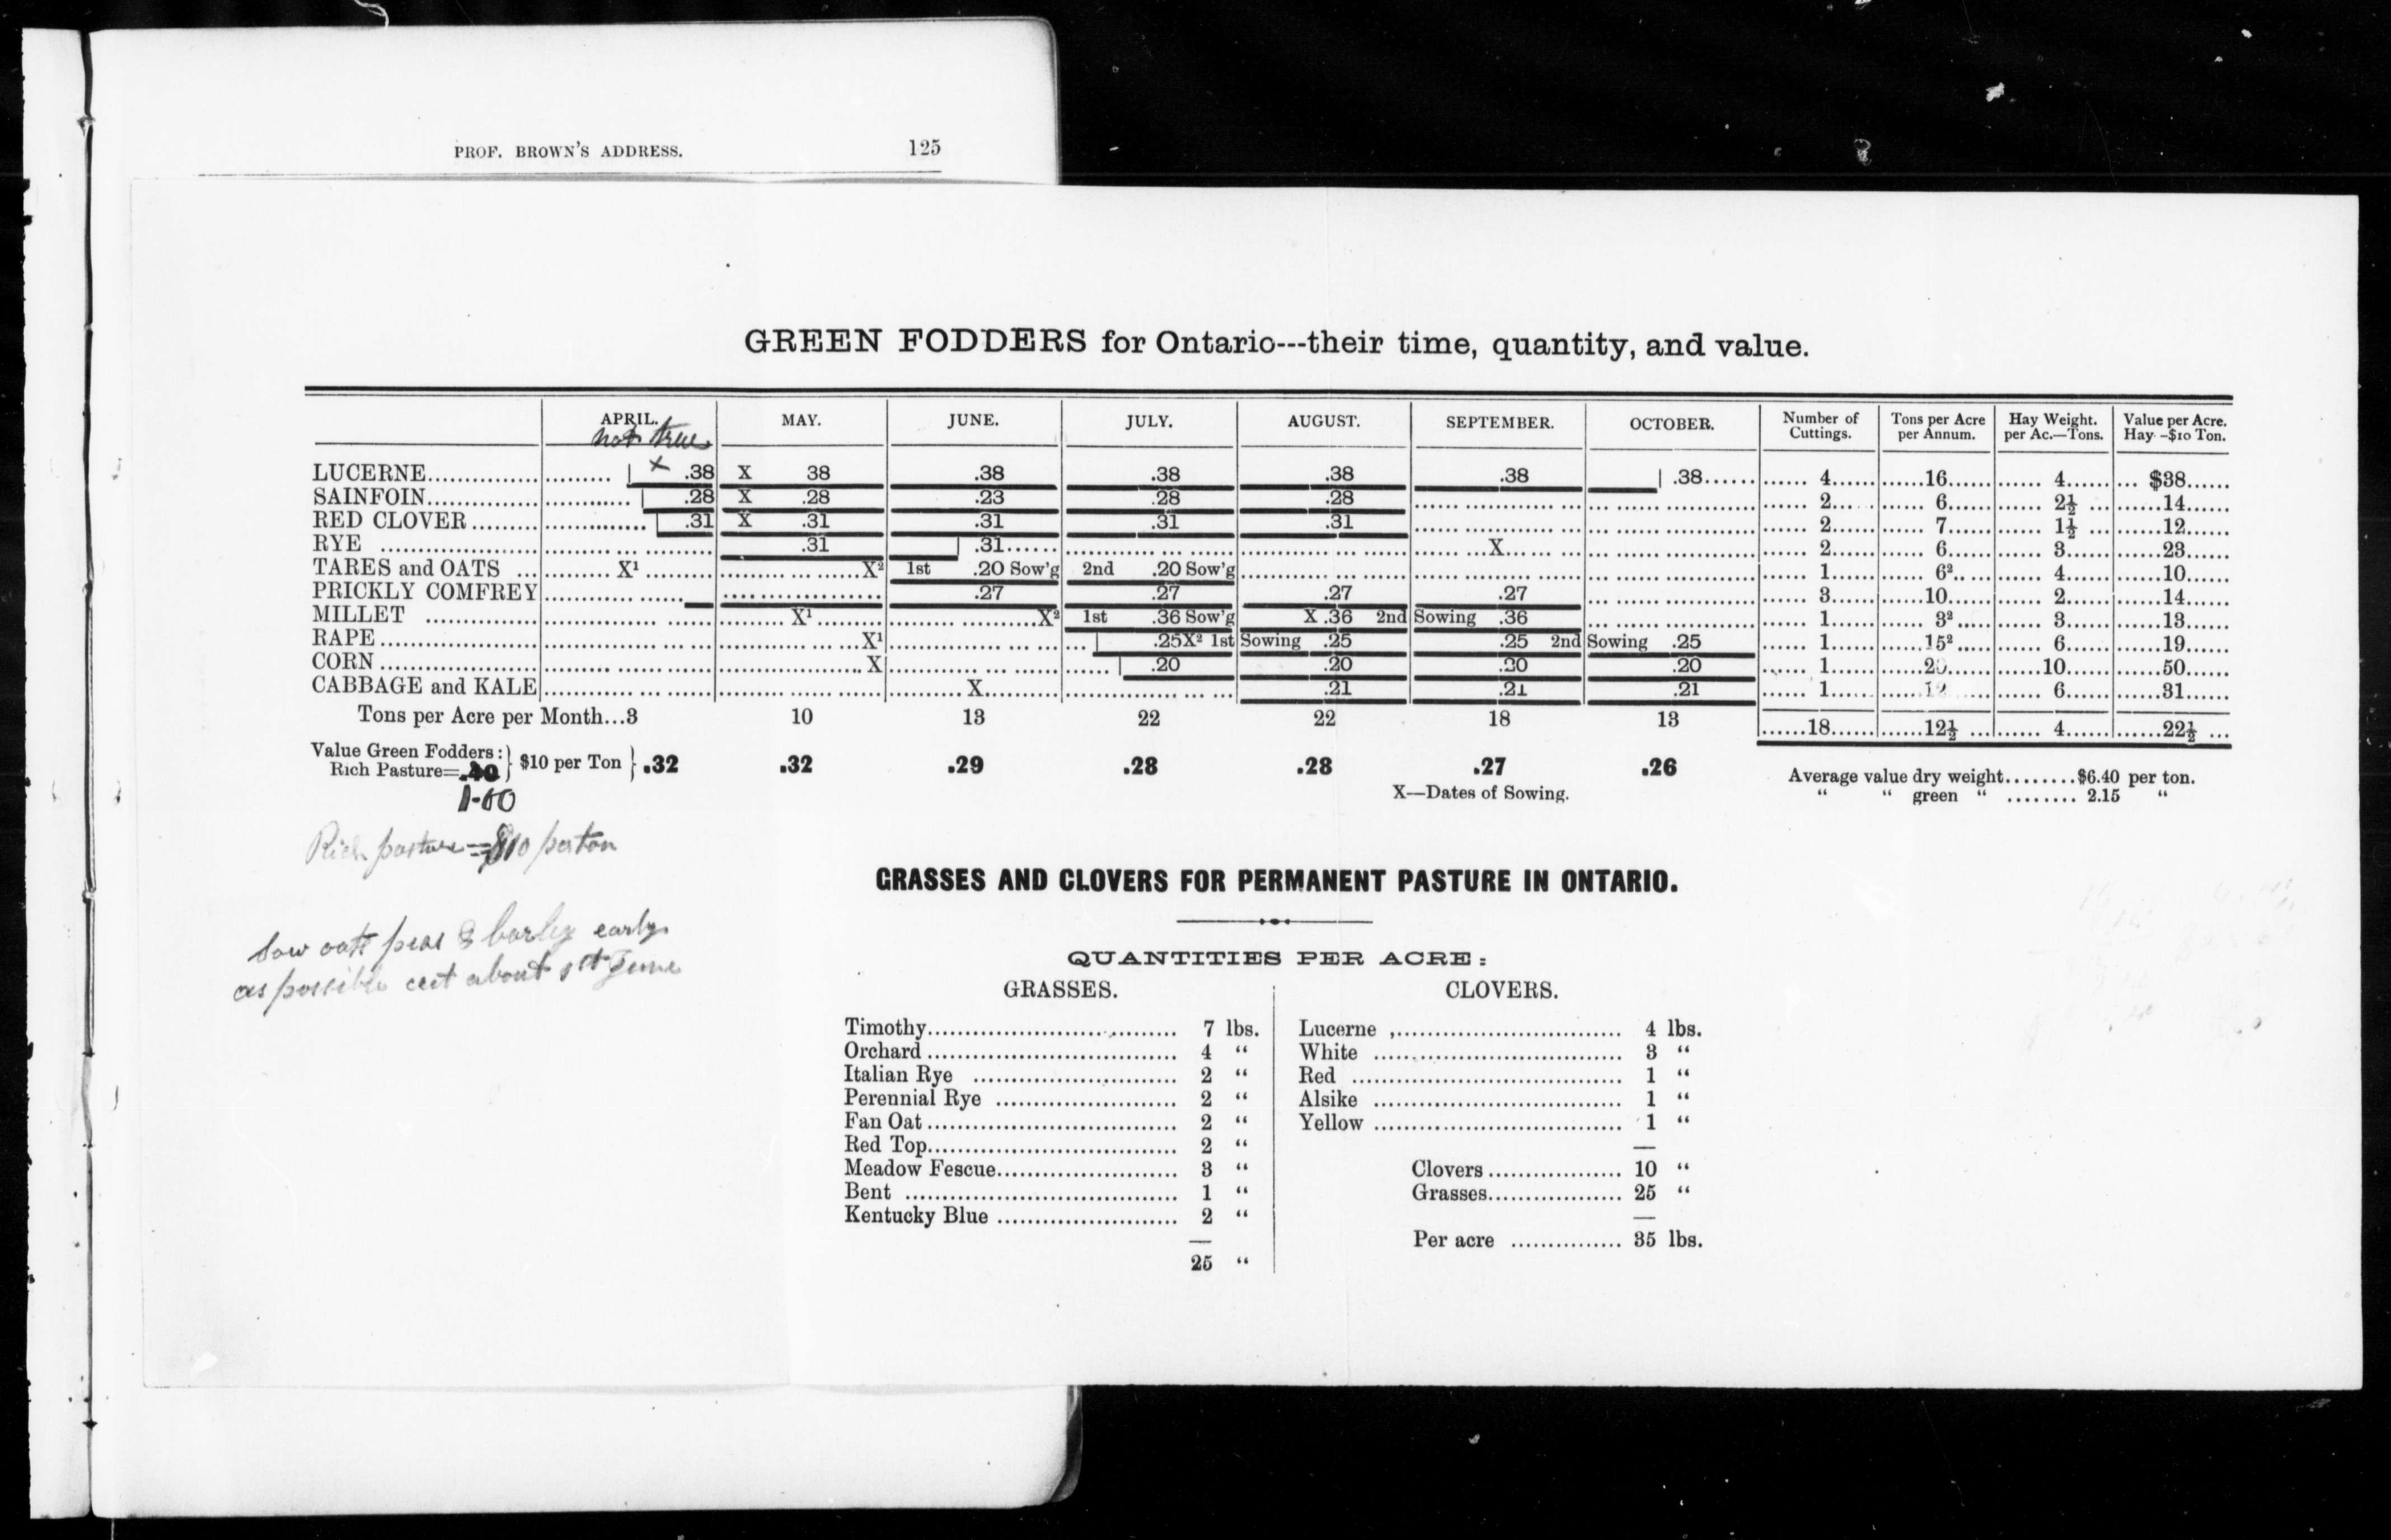 PROF. BROWN'S ADDRESS. 125
GREEN FODDERS for Ontario---their time, quantity, and value.
APRIL. MAY. JUNE. JULY. AUGUST. SEPTEMBER. OCTOBER. Number of Cuttings. Tons per Acre per Annum. Hay Weight. per Ac.—Tons. Value per Acre. Hay-$10 Ton.
not true
LUCERNE x .38 X 38 .38 .38 .38 .38 .38 4 16 4 $38
SAINFOIN .28 X .28 .23 .28 .28 2 6 2½ 14
RED CLOVER .31 X .31 .31 .31 .31 2 7 1½ 12
RYE .31 .31 X 2 6 3 23
TARES and OATS X¹ X² 1st .20 Sow'g 2nd .20 Sow'g 1 6² 4 10
PRICKLY COMFREY .27 .27 .27 .27 3 10 2 14
MILLET X¹ X² 1st .36 Sow'g X .36 2nd Sowing .36 1 3² 3 13
RAPE X¹ .25X² 1st Sowing .25 .25 2nd Sowing .25 1 15² 6 19
CORN X .20 .20 .20 .20 1 20 10 50
CABBAGE and KALE X .21 .21 .21 1 12 6 31
Tons per Acre per Month...3 10 13 22 22 18 13 18 12½ 4 22½
Value Green Fodders: } $10 per Ton } .32 .32 .29 .28 .28 .27 .26
Rich Pasture=.40
1-00
X—Dates of Sowing.
Average value dry weight........$6.40 per ton.
“ “ green “ ........ 2.15 “
Rich pasture = $10 per ton
Sow oats peas & barley early
as possible cut about 1st June
GRASSES AND CLOVERS FOR PERMANENT PASTURE IN ONTARIO.
QUANTITIES PER ACRE:
GRASSES.
Timothy 7 lbs.
Orchard 4 “
Italian Rye 2 “
Perennial Rye 2 “
Fan Oat 2 “
Red Top 2 “
Meadow Fescue 3 “
Bent 1 “
Kentucky Blue 2 “
25 “
CLOVERS.
Lucerne , 4 lbs.
White 3 “
Red 1 “
Alsike 1 “
Yellow 1 “
Clovers 10 “
Grasses 25 “
Per acre 35 lbs.